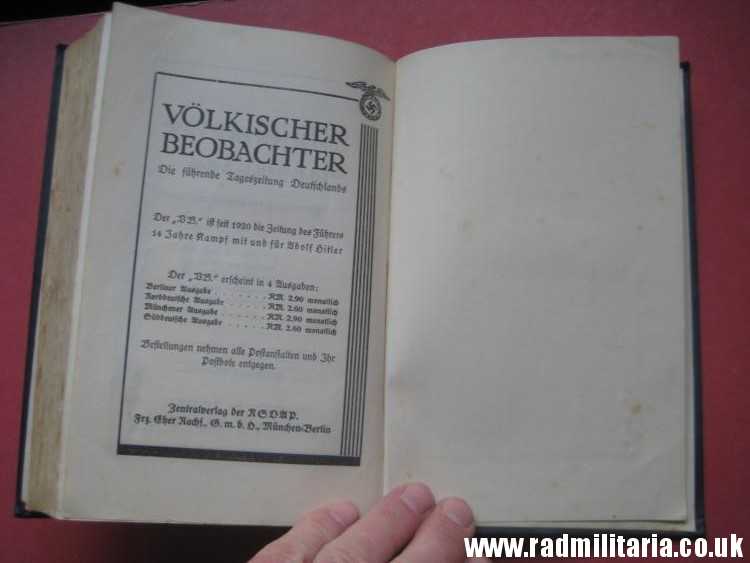 VÖLKISCHER
BEOBACHTER
Die führende Tageszeitung Deutschlands
Der „VB." ist seit 1920 die Zeitung des Führers
14 Jahre Kampf mit und für Adolf Hitler
Der „VB." erscheint in 4 Ausgaben:
Berliner Ausgabe . . . . . . . RM. 2.90 monatlich
Norddeutsche Ausgabe . . . . . RM. 2.60 monatlich
Münchner Ausgabe . . . . . . RM. 2.90 monatlich
Süddeutsche Ausgabe . . . . . RM. 2.60 monatlich
Bestellungen nehmen alle Postanstalten und Ihr
Postbote entgegen.
Zentralverlag der NSDAP.
Frz. Eher Nachf., G. m. b. H., München-Berlin
www.radmilitaria.co.uk